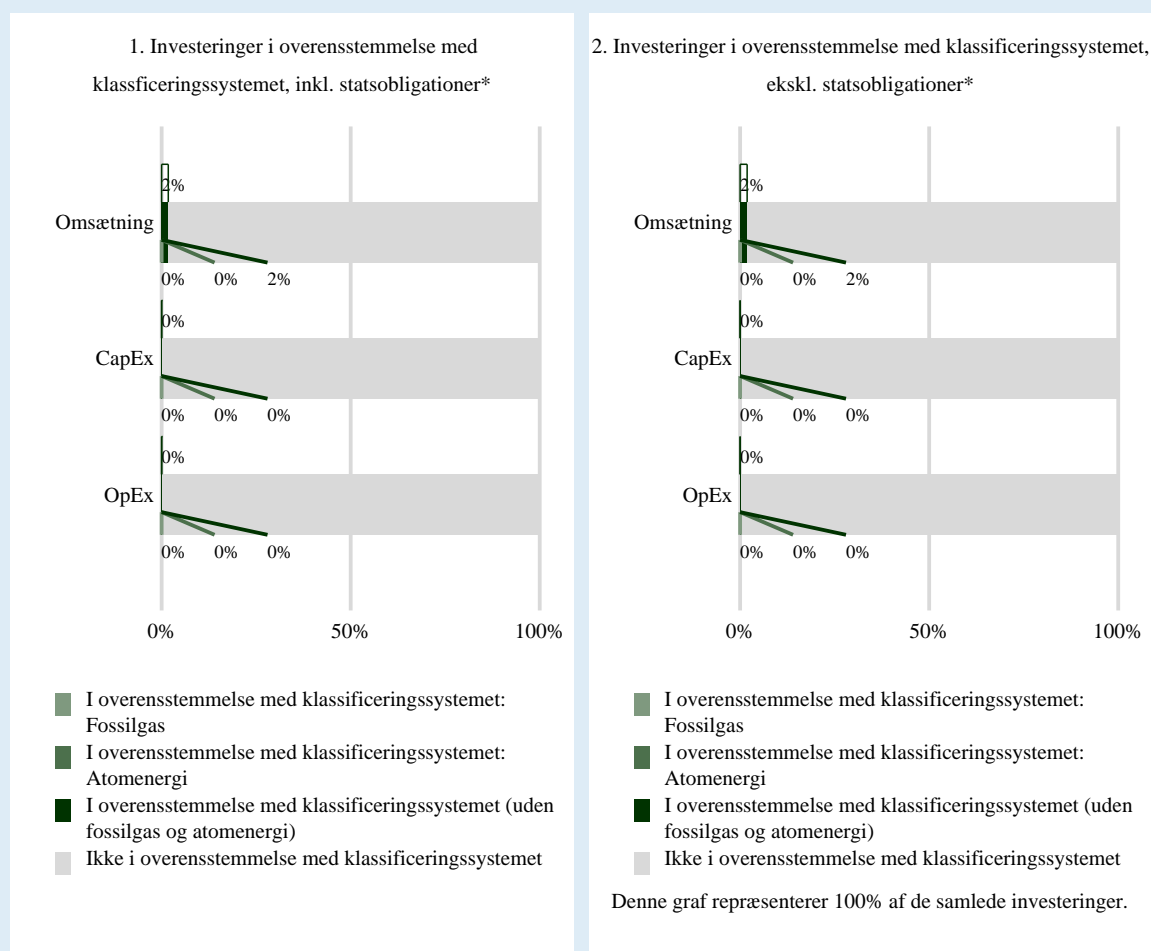 1. Investeringer i overensstemmelse med
klassficeringssystemet, inkl. statsobligationer*
2%
Omsætning
0% 0% 2%
0%
CapEx
0% 0% 0%
0%
OpEx
0% 0% 0%
0% 50% 100%
I overensstemmelse med klassificeringssystemet:
Fossilgas
I overensstemmelse med klassificeringssystemet:
Atomenergi
I overensstemmelse med klassificeringssystemet (uden
fossilgas og atomenergi)
Ikke i overensstemmelse med klassificeringssystemet
2. Investeringer i overensstemmelse med klassificeringssystemet,
ekskl. statsobligationer*
2%
Omsætning
0% 0% 2%
0%
CapEx
0% 0% 0%
0%
OpEx
0% 0% 0%
0% 50% 100%
I overensstemmelse med klassificeringssystemet:
Fossilgas
I overensstemmelse med klassificeringssystemet:
Atomenergi
I overensstemmelse med klassificeringssystemet (uden
fossilgas og atomenergi)
Ikke i overensstemmelse med klassificeringssystemet
Denne graf repræsenterer 100% af de samlede investeringer.